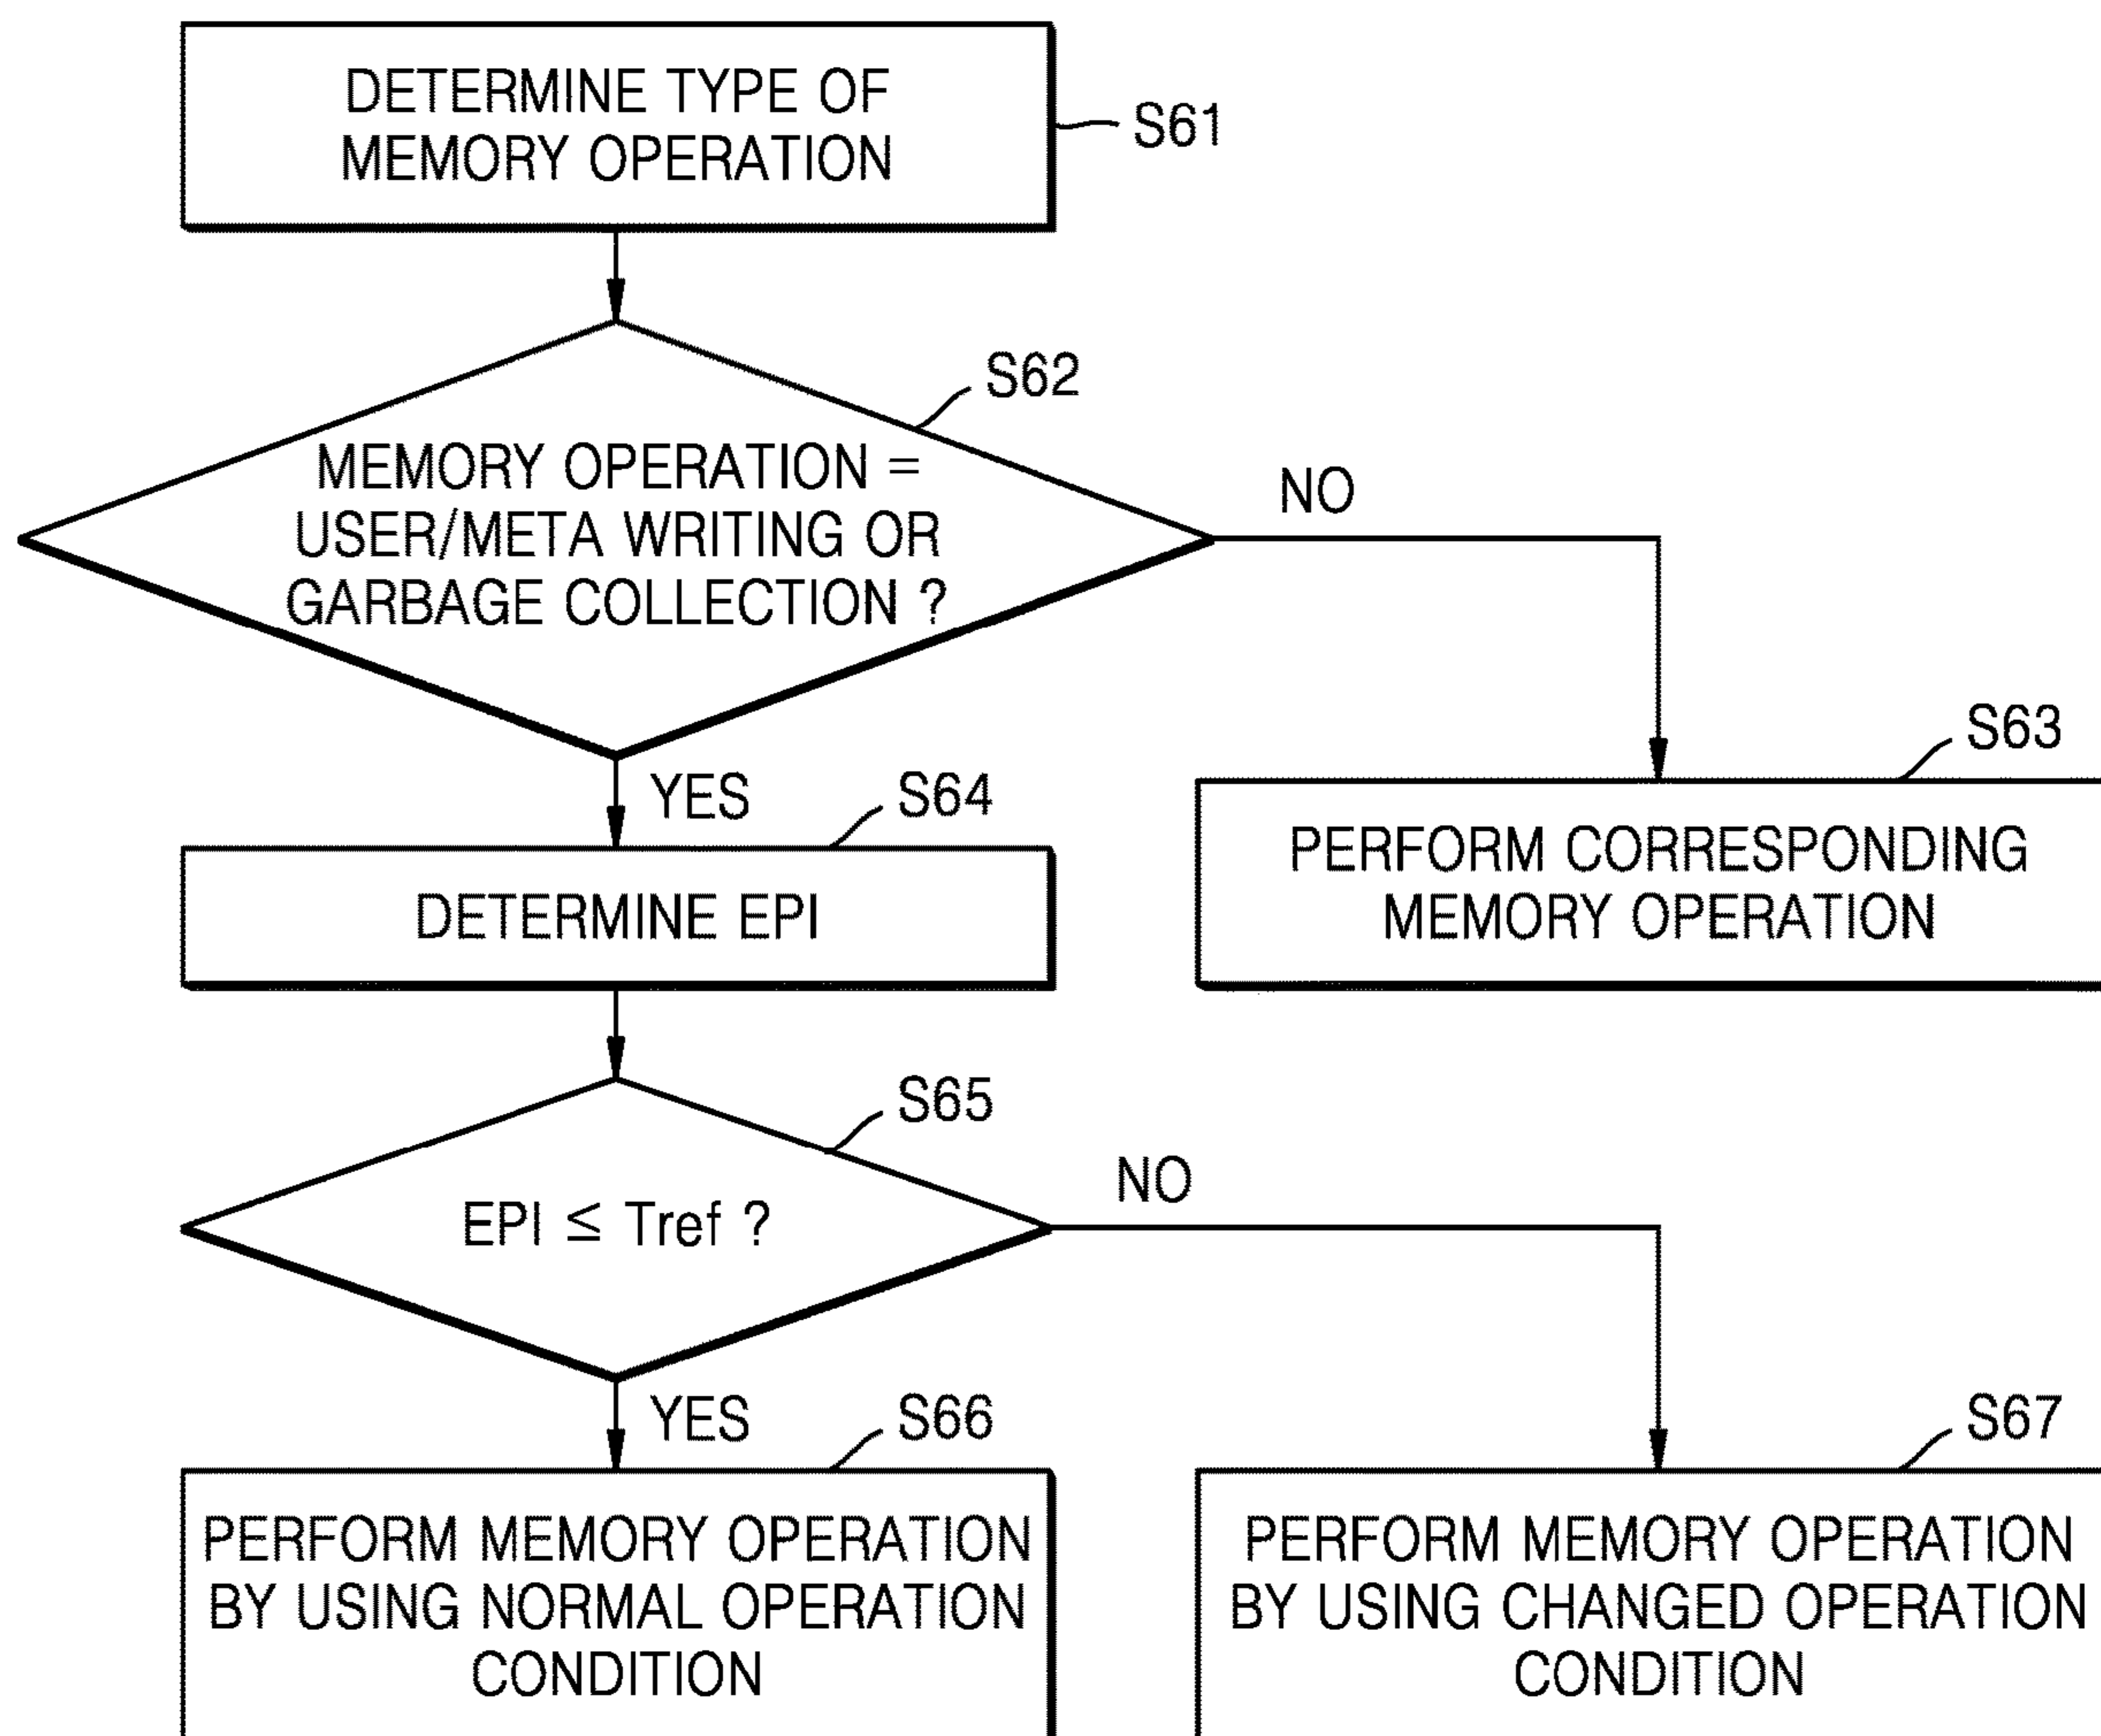 DETERMINE TYPE OF
MEMORY OPERATION
S61
S62
MEMORY OPERATION =
USER/META WRITING OR
GARBAGE COLLECTION ?
NO
YES
S63
PERFORM CORRESPONDING
MEMORY OPERATION
S64
DETERMINE EPI
S65
EPI ≤ Tref ?
NO
YES
S66
PERFORM MEMORY OPERATION
BY USING NORMAL OPERATION
CONDITION
S67
PERFORM MEMORY OPERATION
BY USING CHANGED OPERATION
CONDITION